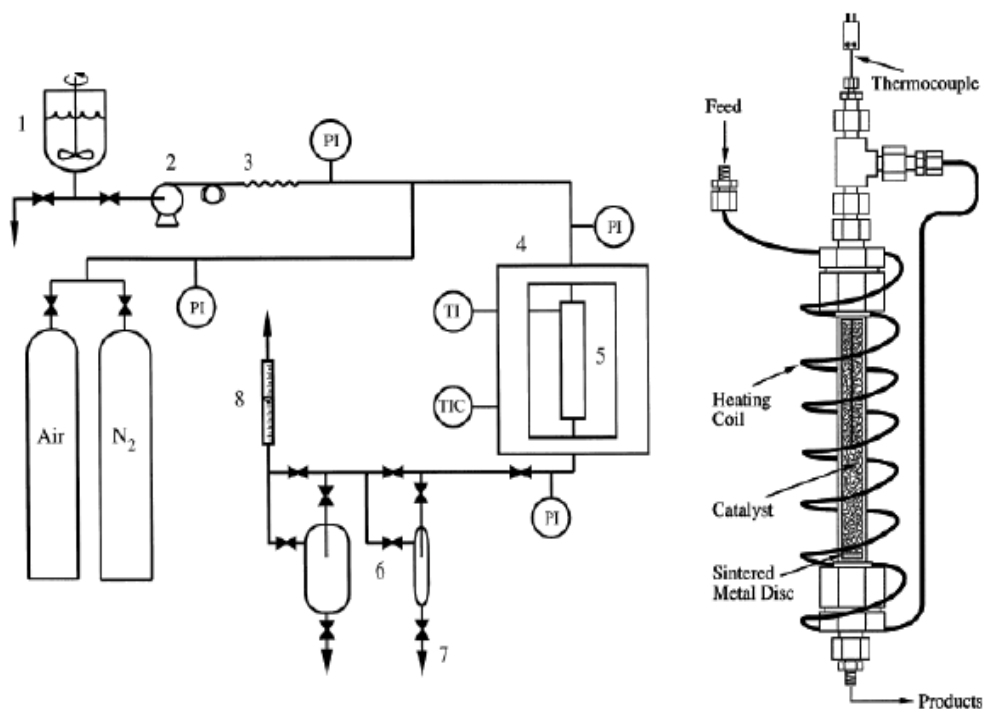 1
2
3
PI
4
PI
PI
TI
5
TIC
8
Air
N₂
PI
6
7
Thermocouple
Feed
Heating
Coil
Catalyst
Sintered
Metal Disc
Products